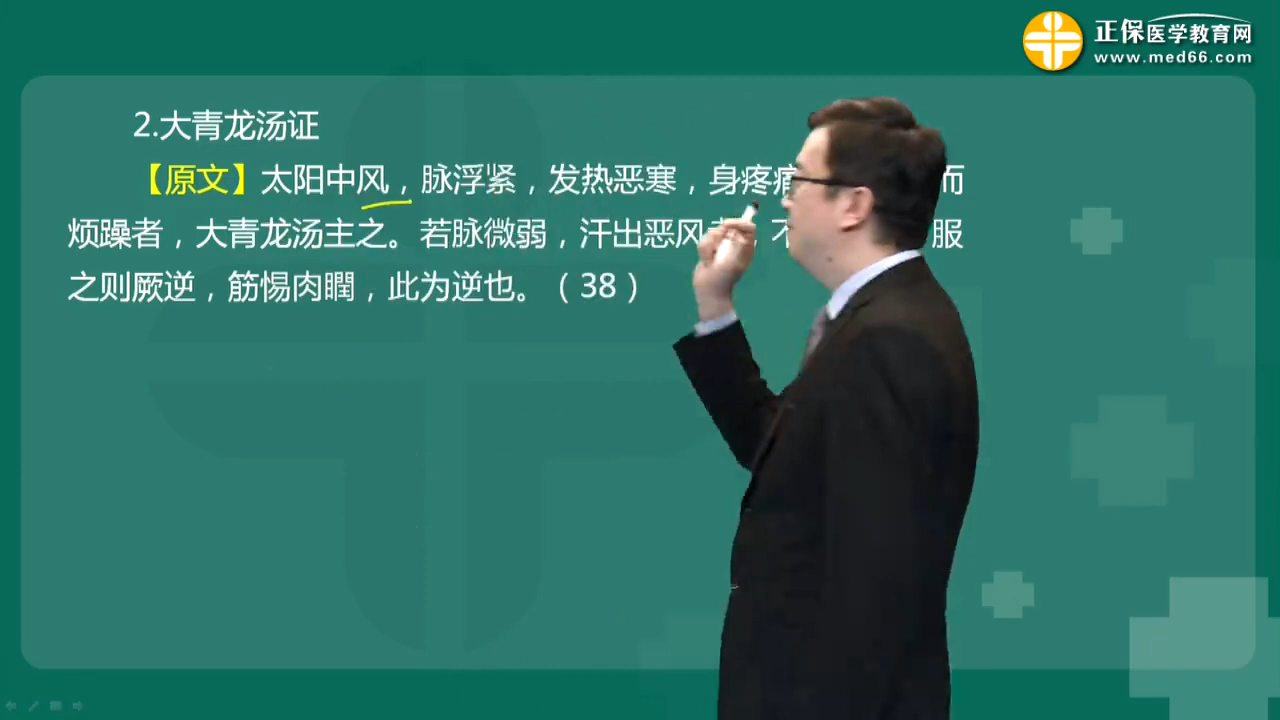 正保医学教育网
www.med66.com
2.大青龙汤证
【原文】太阳中风，脉浮紧，发热恶寒，身疼 而
烦躁者，大青龙汤主之。若脉微弱，汗出恶风 服
之则厥逆，筋惕肉瞤，此为逆也。（38）